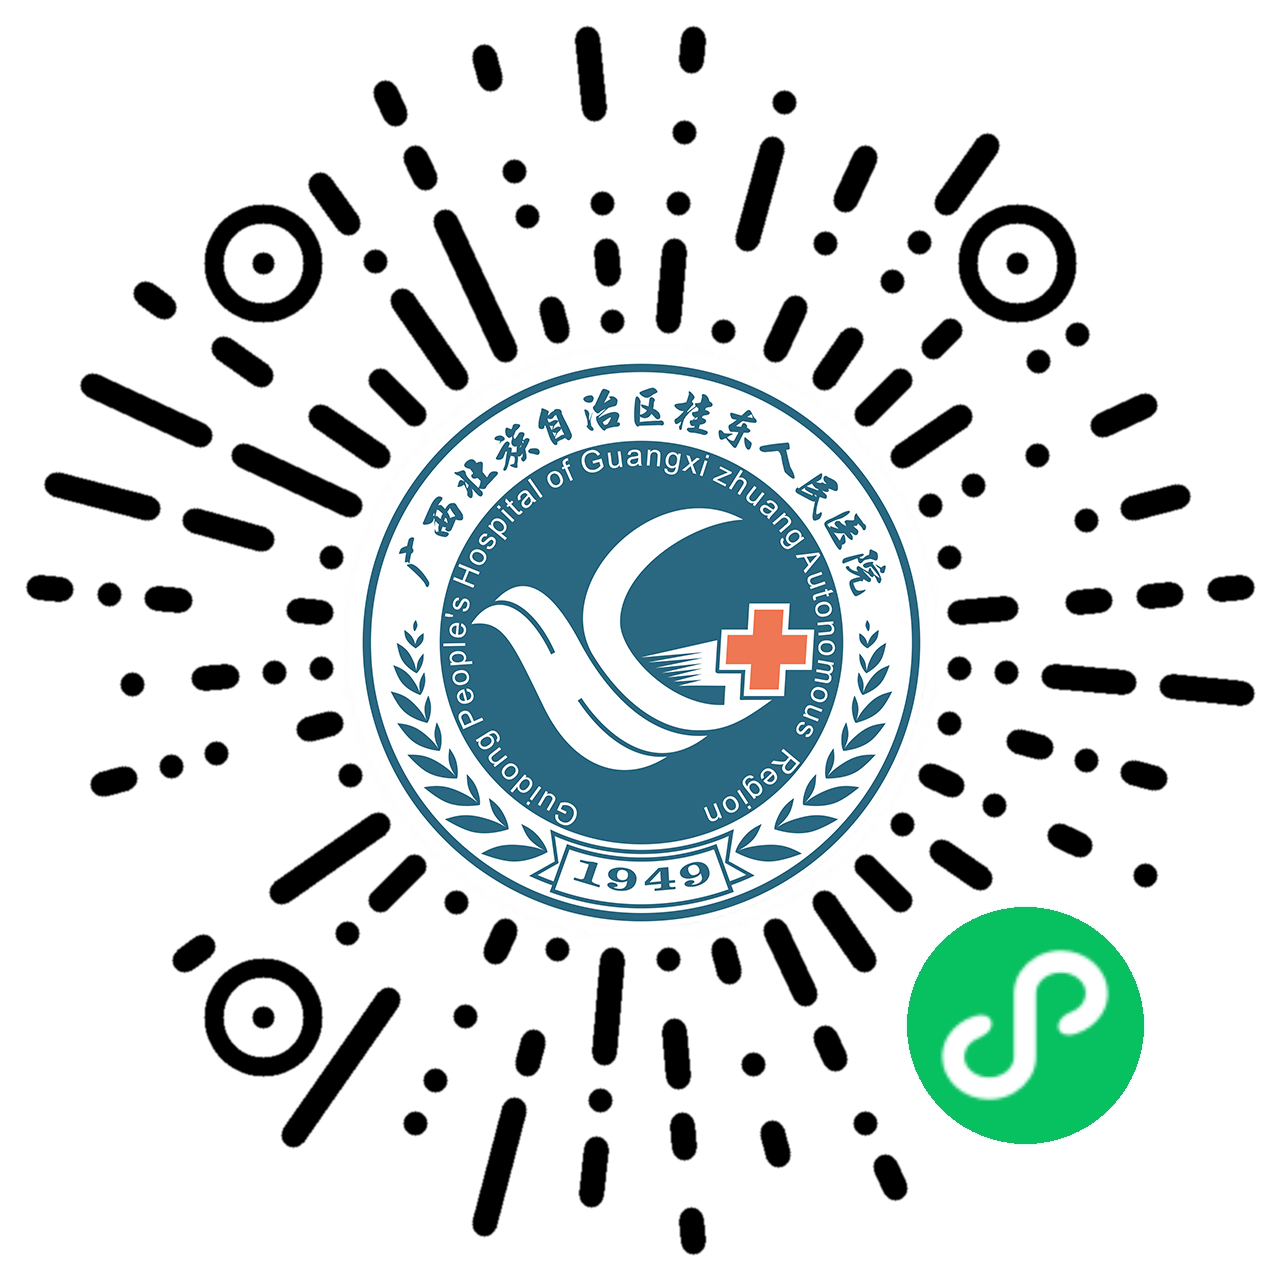 广西壮族自治区桂东人民医院
Guidong People's Hospital of Guangxi zhuang Autonomous Region
1949